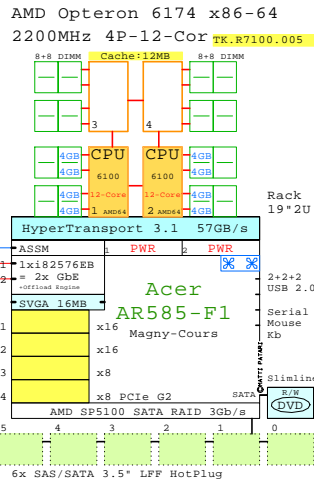 AMD Opteron 6174 x86-64
2200MHz 4P-12-Cor TK.R7100.005
8+8 DIMM Cache:12MB 8+8 DIMM
3 4
CPU CPU
4GB 4GB
6100 6100
4GB 4GB
4GB 12-Core 12-Core 4GB
4GB 1 AMD64 2 AMD64 4GB
Rack
19"2U
HyperTransport 3.1 57GB/s
ASSM 1 PWR 2 PWR
1 1xi82576EB
2 = 2x GbE
+Offload Engine
SVGA 16MB
Acer
AR585-F1
Magny-Cours
2+2+2
USB 2.0
Serial
Mouse
Kb
1 x16
2 x16
3 x8
4 x8 PCIe G2
©MATTI PATARI
SATA
Slimline
R/W
DVD
AMD SP5100 SATA RAID 3Gb/s
5 4 3 2 1 0
6x SAS/SATA 3.5" LFF HotPlug